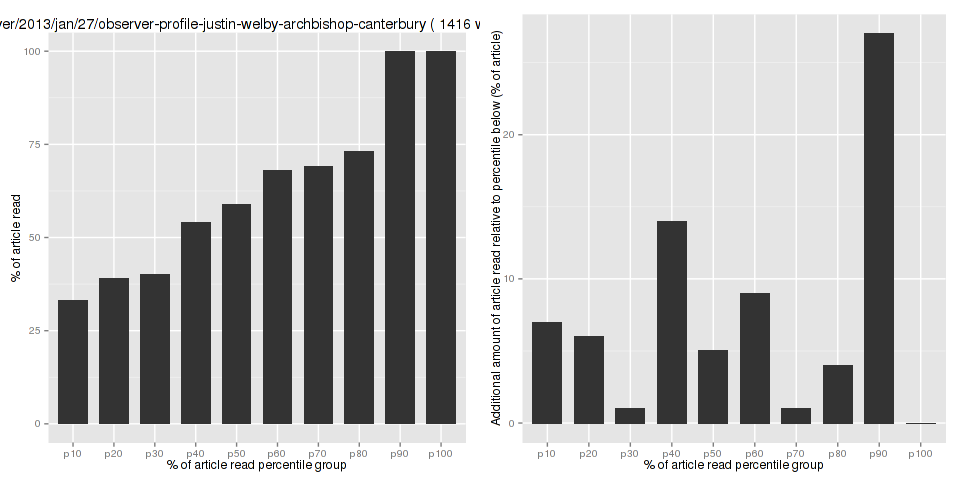 /2013/jan/27/observer-profile-justin-welby-archbishop-canterbury ( 1416
100
75
50
25
0
% of article read
p10 p20 p30 p40 p50 p60 p70 p80 p90 p100
% of article read percentile group
Additional amount of article read relative to percentile below (% of article)
20
10
0
p10 p20 p30 p40 p50 p60 p70 p80 p90 p100
% of article read percentile group